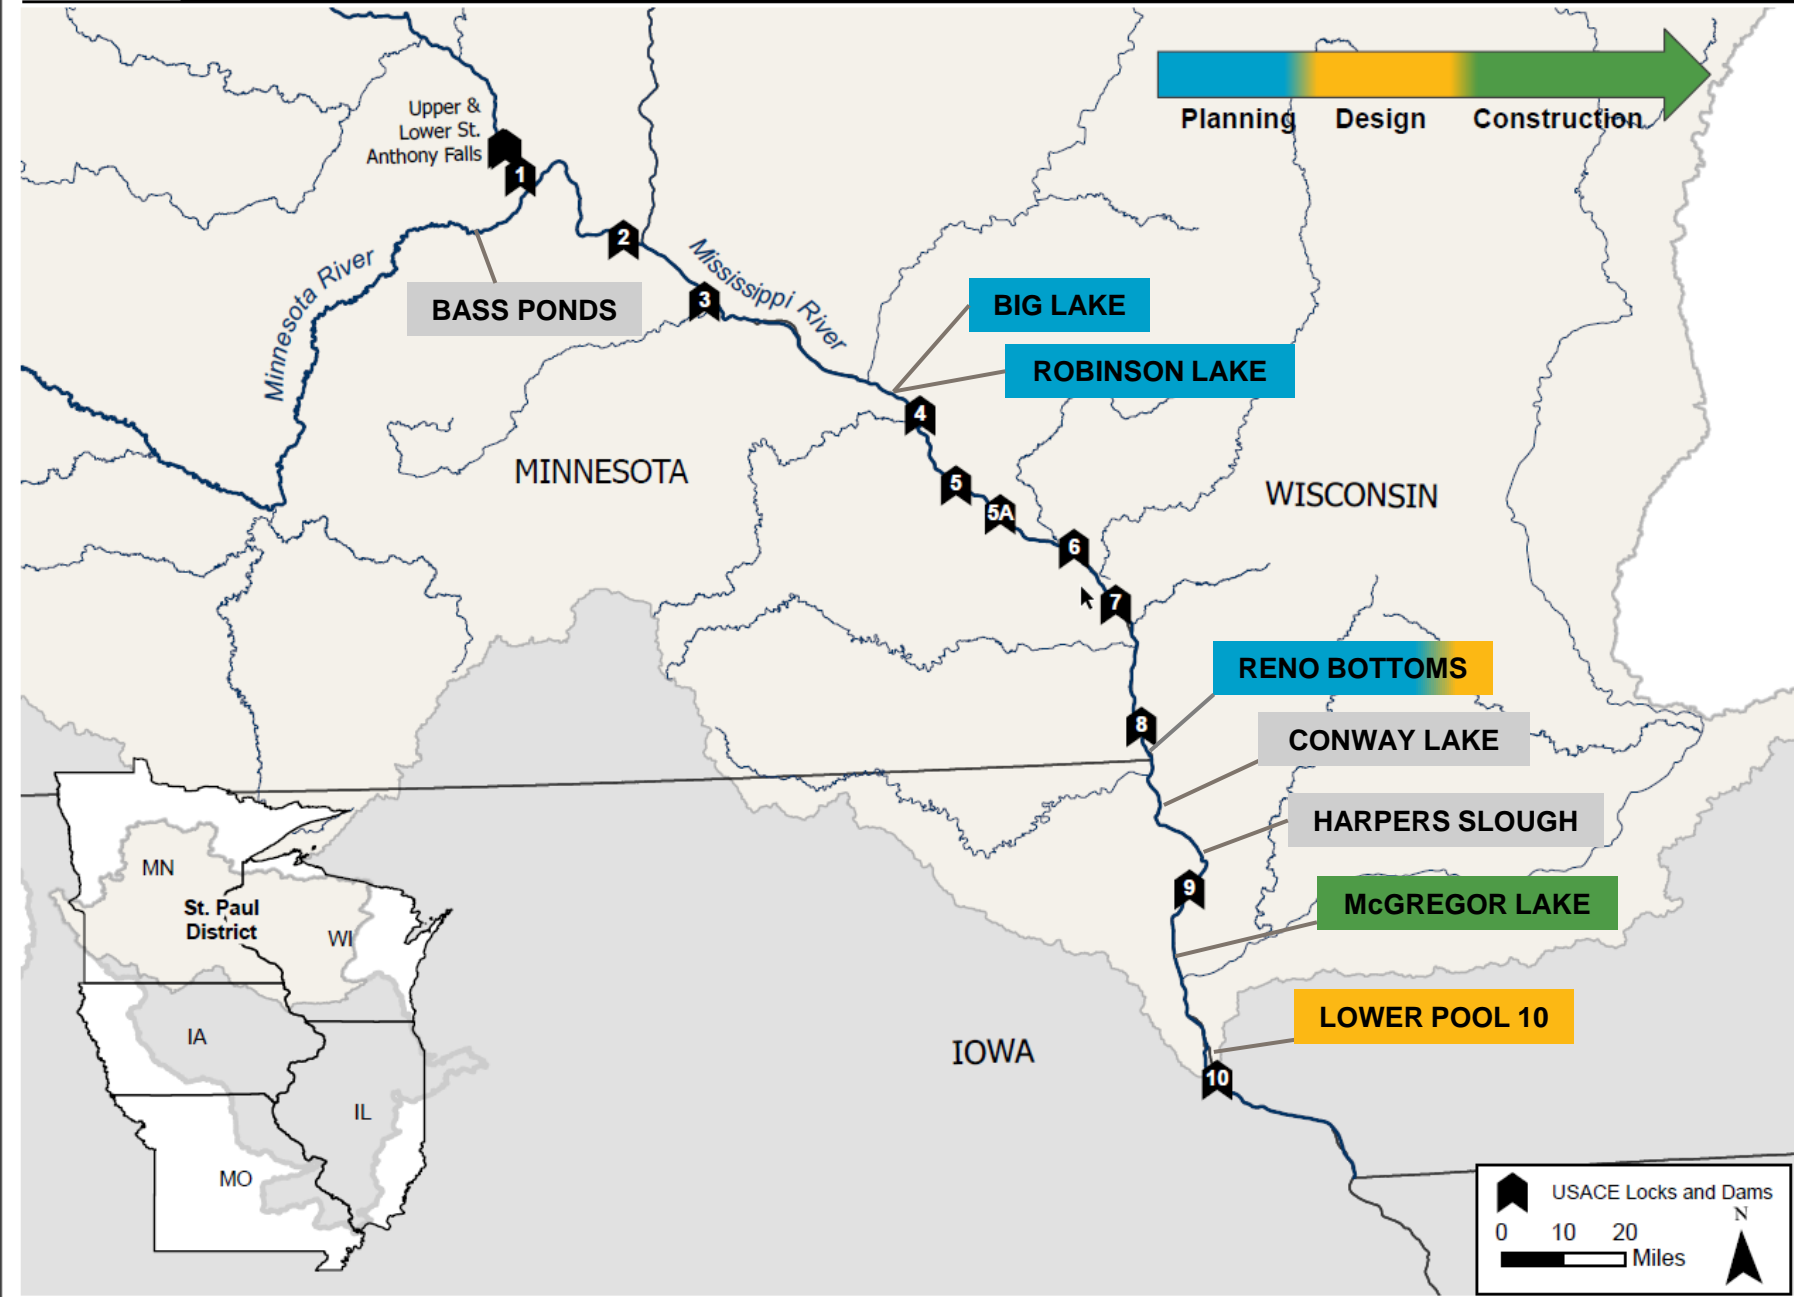 Planning Design Construction
Upper &
Lower St.
Anthony Falls
1
2
Minnesota River
Mississippi River
BASS PONDS
3
BIG LAKE
ROBINSON LAKE
4
MINNESOTA
WISCONSIN
5
5A
6
7
RENO BOTTOMS
8
CONWAY LAKE
HARPERS SLOUGH
9
McGREGOR LAKE
LOWER POOL 10
IOWA
10
MN
St. Paul
District
WI
IA
IL
MO
USACE Locks and Dams
N
0 10 20
Miles